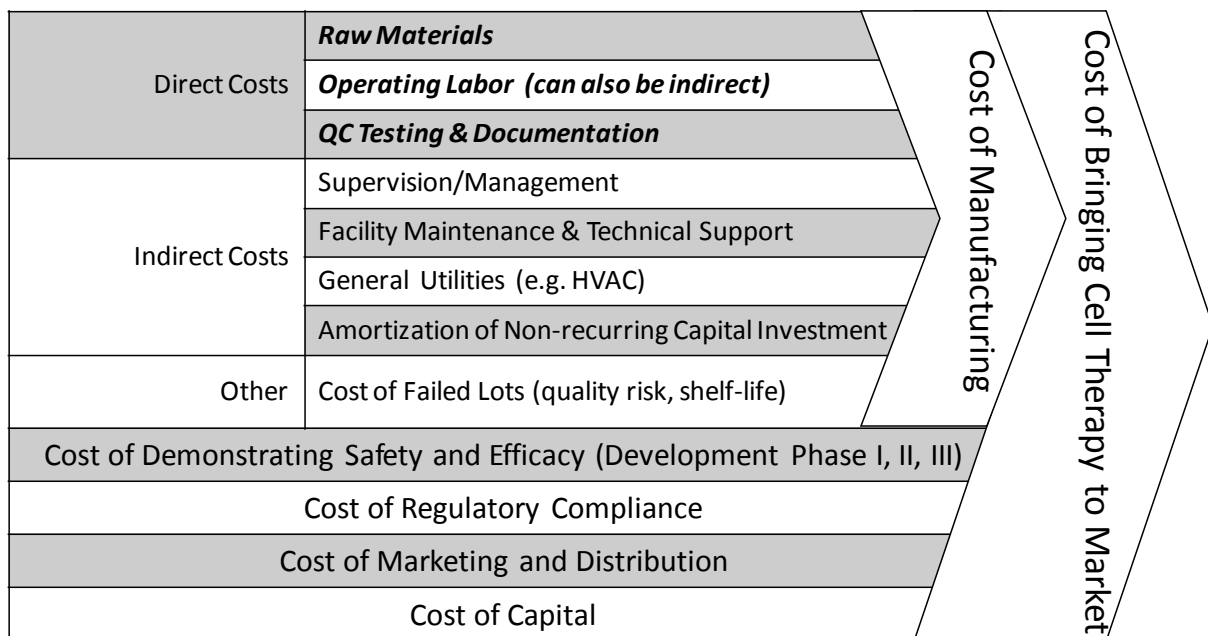 Direct Costs
Raw Materials
Operating Labor (can also be indirect)
QC Testing & Documentation
Indirect Costs
Supervision/Management
Facility Maintenance & Technical Support
General Utilities (e.g. HVAC)
Amortization of Non-recurring Capital Investment
Other
Cost of Failed Lots (quality risk, shelf-life)
Cost of Manufacturing
Cost of Demonstrating Safety and Efficacy (Development Phase I, II, III)
Cost of Regulatory Compliance
Cost of Marketing and Distribution
Cost of Capital
Cost of Bringing Cell Therapy to Market